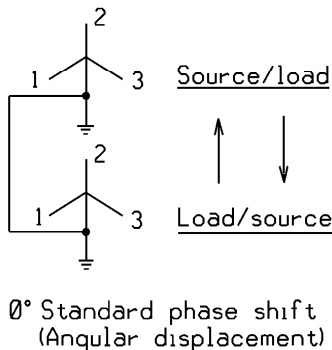 2
1 3 Source/load
2
1 3 Load/source
0° Standard phase shift
(Angular displacement)